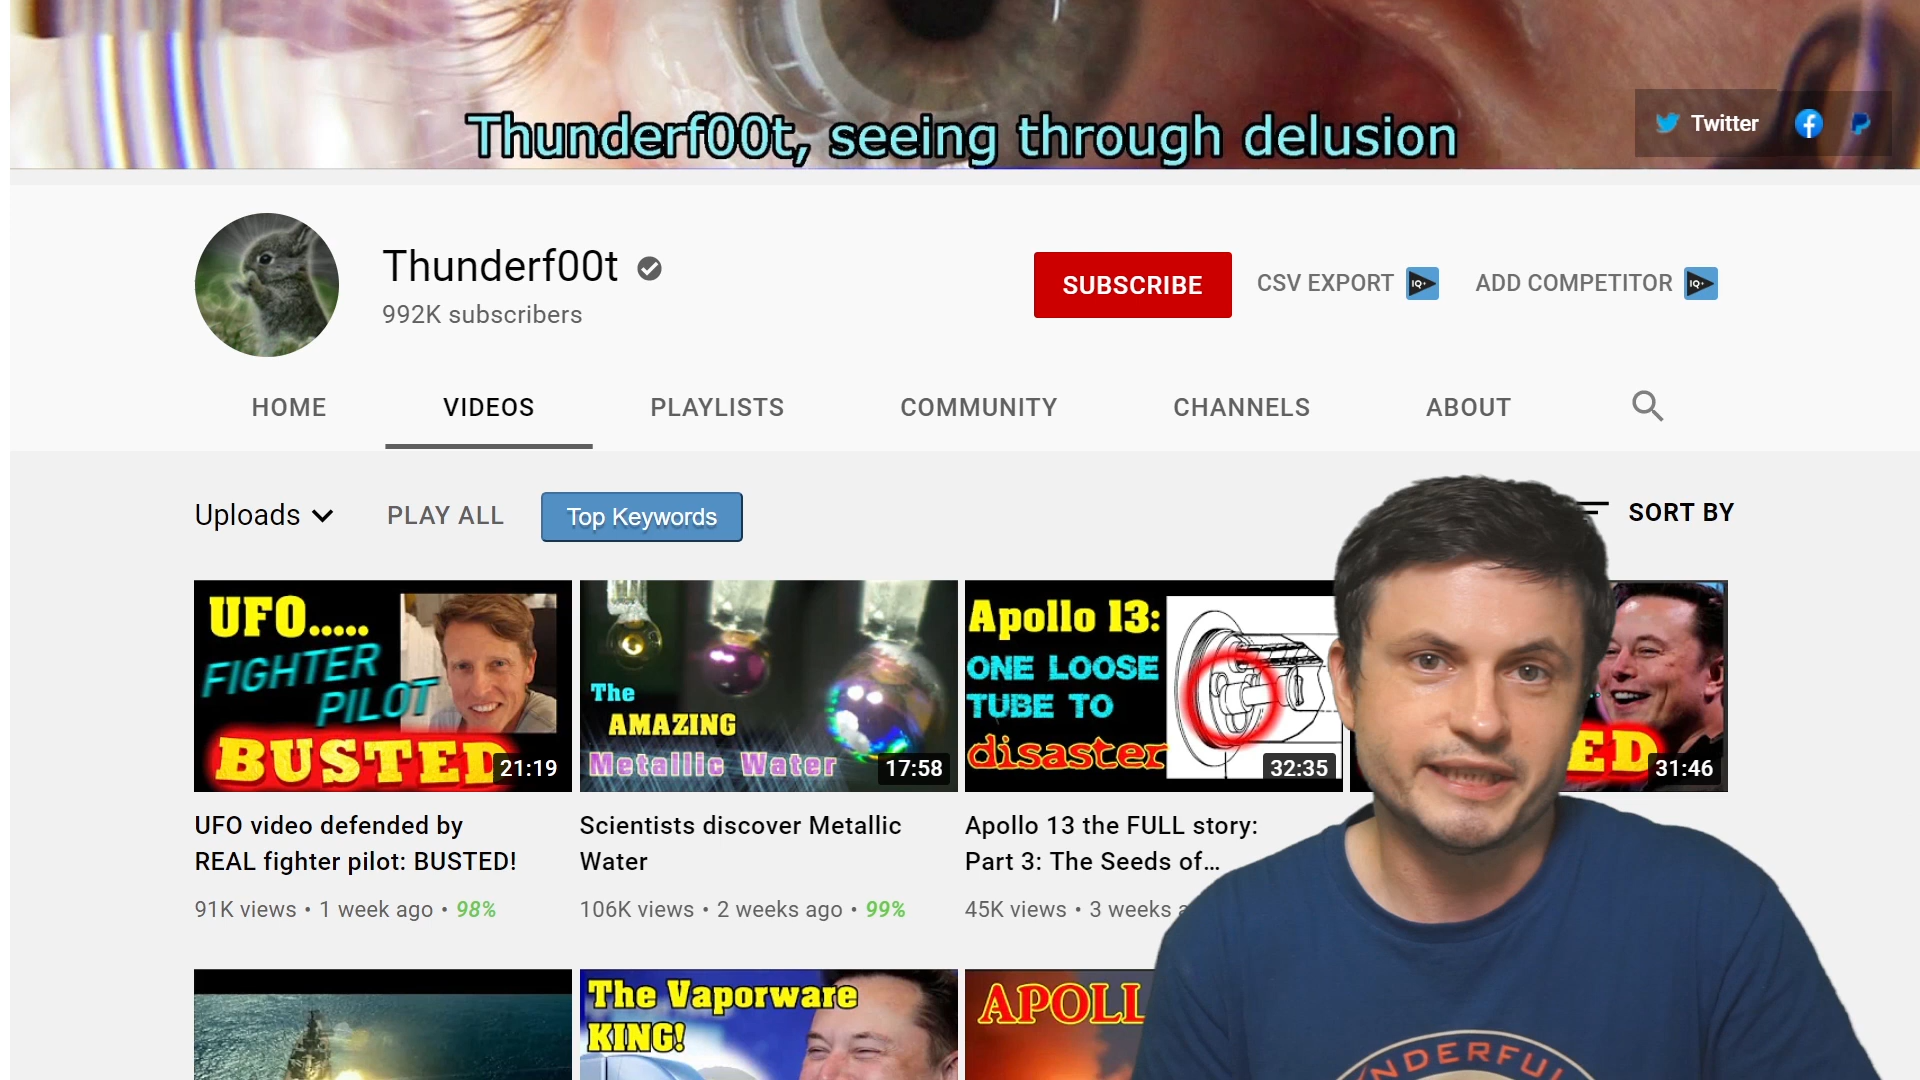 Thunderf00t, seeing through delusion
Twitter
Thunderf00t
992K subscribers
SUBSCRIBE
CSV EXPORT
IQ+
ADD COMPETITOR
IQ+
HOME
VIDEOS
PLAYLISTS
COMMUNITY
CHANNELS
ABOUT
Uploads
PLAY ALL
Top Keywords
SORT BY
UFO.....
FIGHTER
PILOT
BUSTED
21:19
The
AMAZING
Metallic Water
17:58
Apollo 13:
ONE LOOSE
TUBE TO
disaster
32:35
ED
31:46
UFO video defended by
REAL fighter pilot: BUSTED!
91K views • 1 week ago • 98%
Scientists discover Metallic
Water
106K views • 2 weeks ago • 99%
Apollo 13 the FULL story:
Part 3: The Seeds of...
45K views • 3 weeks
The Vaporware
KING!
APOLL
NDERFU